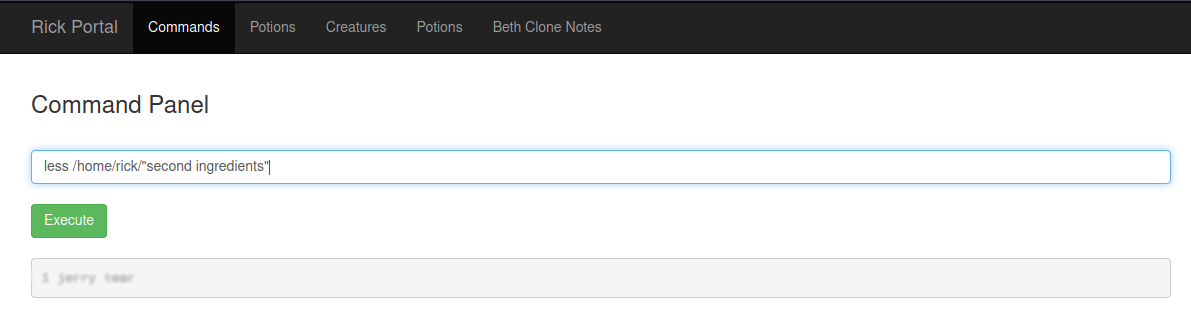 Rick Portal Commands Potions Creatures Potions Beth Clone Notes
Command Panel
less /home/rick/"second ingredients"
Execute
1 jerry tear